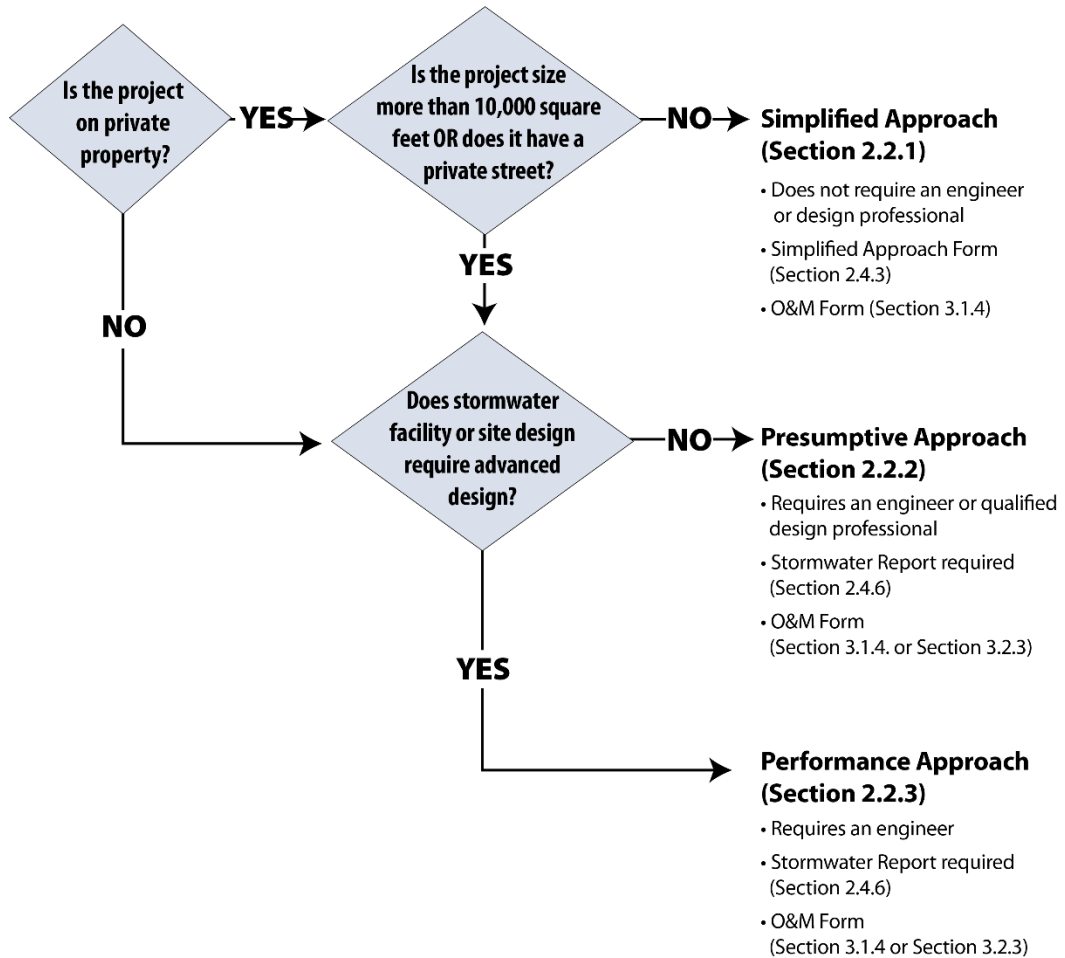 Is the project
on private
property?
YES
Is the project size
more than 10,000 square
feet OR does it have a
private street?
NO
Simplified Approach
(Section 2.2.1)
• Does not require an engineer
or design professional
• Simplified Approach Form
(Section 2.4.3)
• O&M Form (Section 3.1.4)
YES
NO
Does stormwater
facility or site design
require advanced
design?
NO
Presumptive Approach
(Section 2.2.2)
• Requires an engineer or qualified
design professional
• Stormwater Report required
(Section 2.4.6)
• O&M Form
(Section 3.1.4. or Section 3.2.3)
YES
Performance Approach
(Section 2.2.3)
• Requires an engineer
• Stormwater Report required
(Section 2.4.6)
• O&M Form
(Section 3.1.4 or Section 3.2.3)